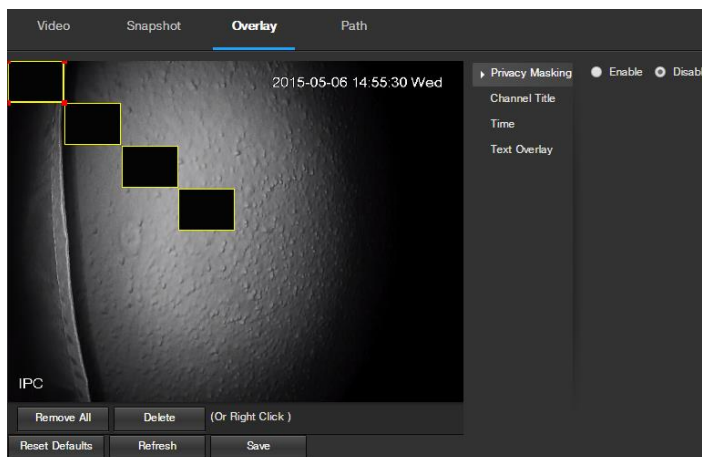 Video Snapshot Overlay Path
2015-05-06 14:55:30 Wed
Privacy Masking Enable Disabl
Channel Title
Time
Text Overlay
IPC
Remove All Delete (Or Right Click )
Reset Defaults Refresh Save